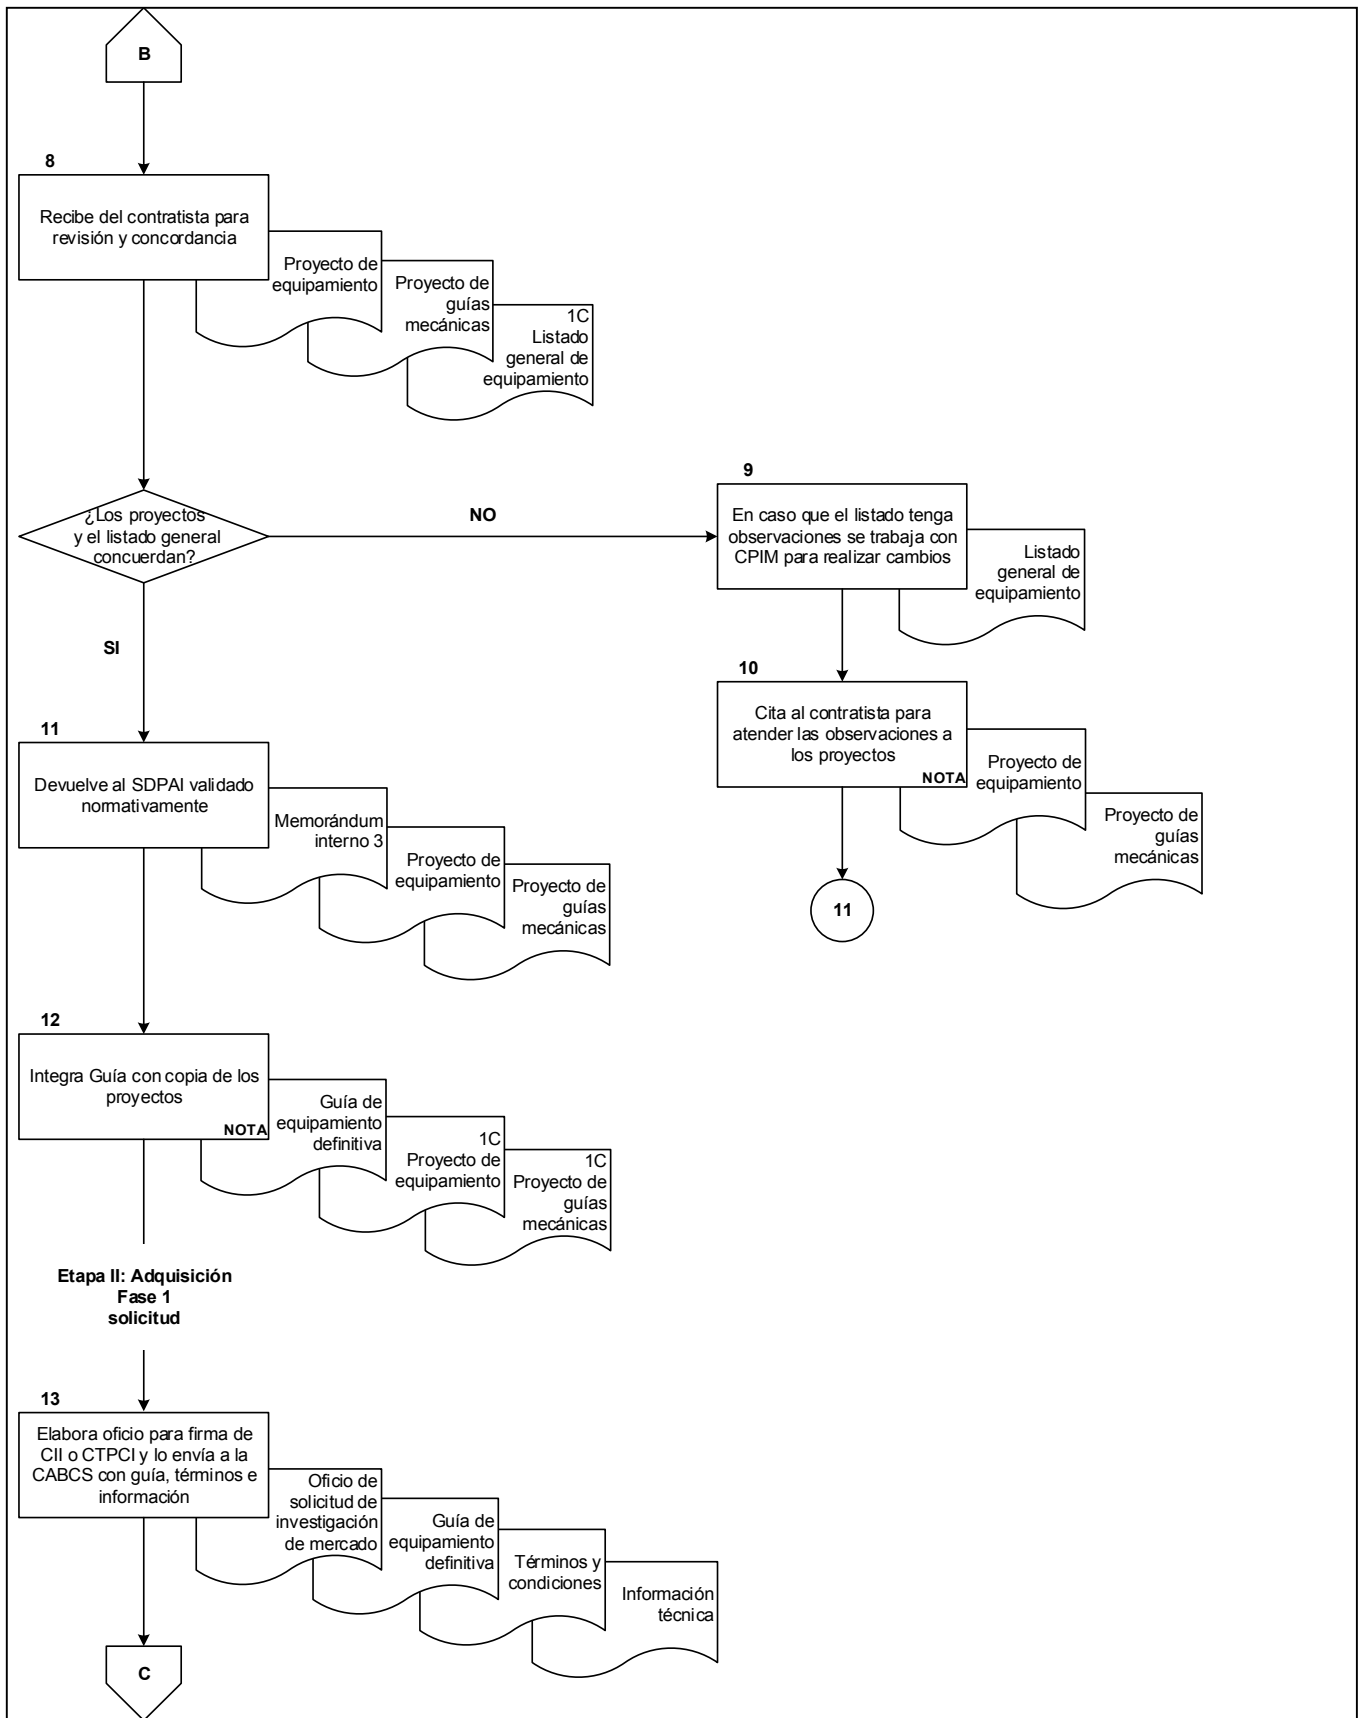 B
8
Recibe del contratista para
revisión y concordancia
Proyecto de
equipamiento
Proyecto de
guías
mecánicas
1C
Listado
general de
equipamiento
¿Los proyectos
y el listado general
concuerdan?
NO
9
En caso que el listado tenga
observaciones se trabaja con
CPIM para realizar cambios
Listado
general de
equipamiento
SI
10
Cita al contratista para
atender las observaciones a
los proyectos
NOTA
Proyecto de
equipamiento
Proyecto de
guías
mecánicas
11
11
Devuelve al SDPAI validado
normativamente
Memorándum
interno 3
Proyecto de
equipamiento
Proyecto de
guías
mecánicas
12
Integra Guía con copia de los
proyectos
NOTA
Guía de
equipamiento
definitiva
1C
Proyecto de
equipamiento
1C
Proyecto de
guías
mecánicas
Etapa II: Adquisición
Fase 1
solicitud
13
Elabora oficio para firma de
CII o CTPCI y lo envía a la
CABCS con guía, términos e
información
Oficio de
solicitud de
investigación
de mercado
Guía de
equipamiento
definitiva
Términos y
condiciones
Información
técnica
C